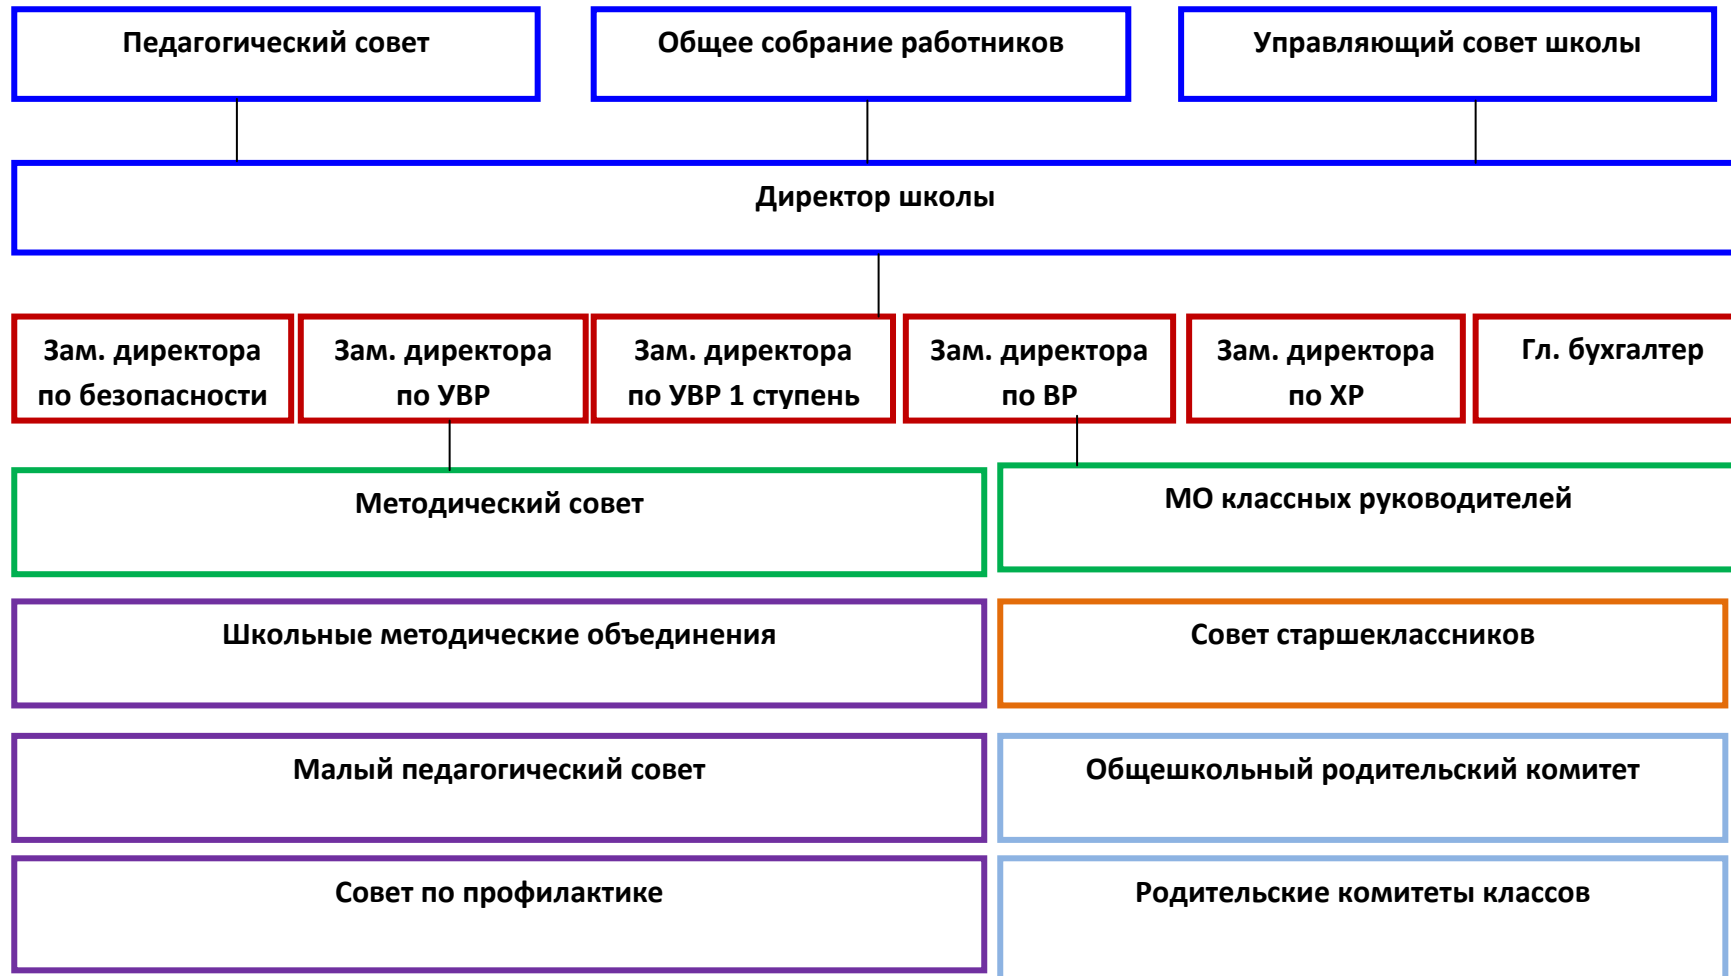 Педагогический совет
Общее собрание работников
Управляющий совет школы
Директор школы
Зам. директора
по безопасности
Зам. директора
по УВР
Зам. директора
по УВР 1 ступень
Зам. директора
по ВР
Зам. директора
по ХР
Гл. бухгалтер
Методический совет
МО классных руководителей
Школьные методические объединения
Совет старшеклассников
Малый педагогический совет
Общешкольный родительский комитет
Совет по профилактике
Родительские комитеты классов